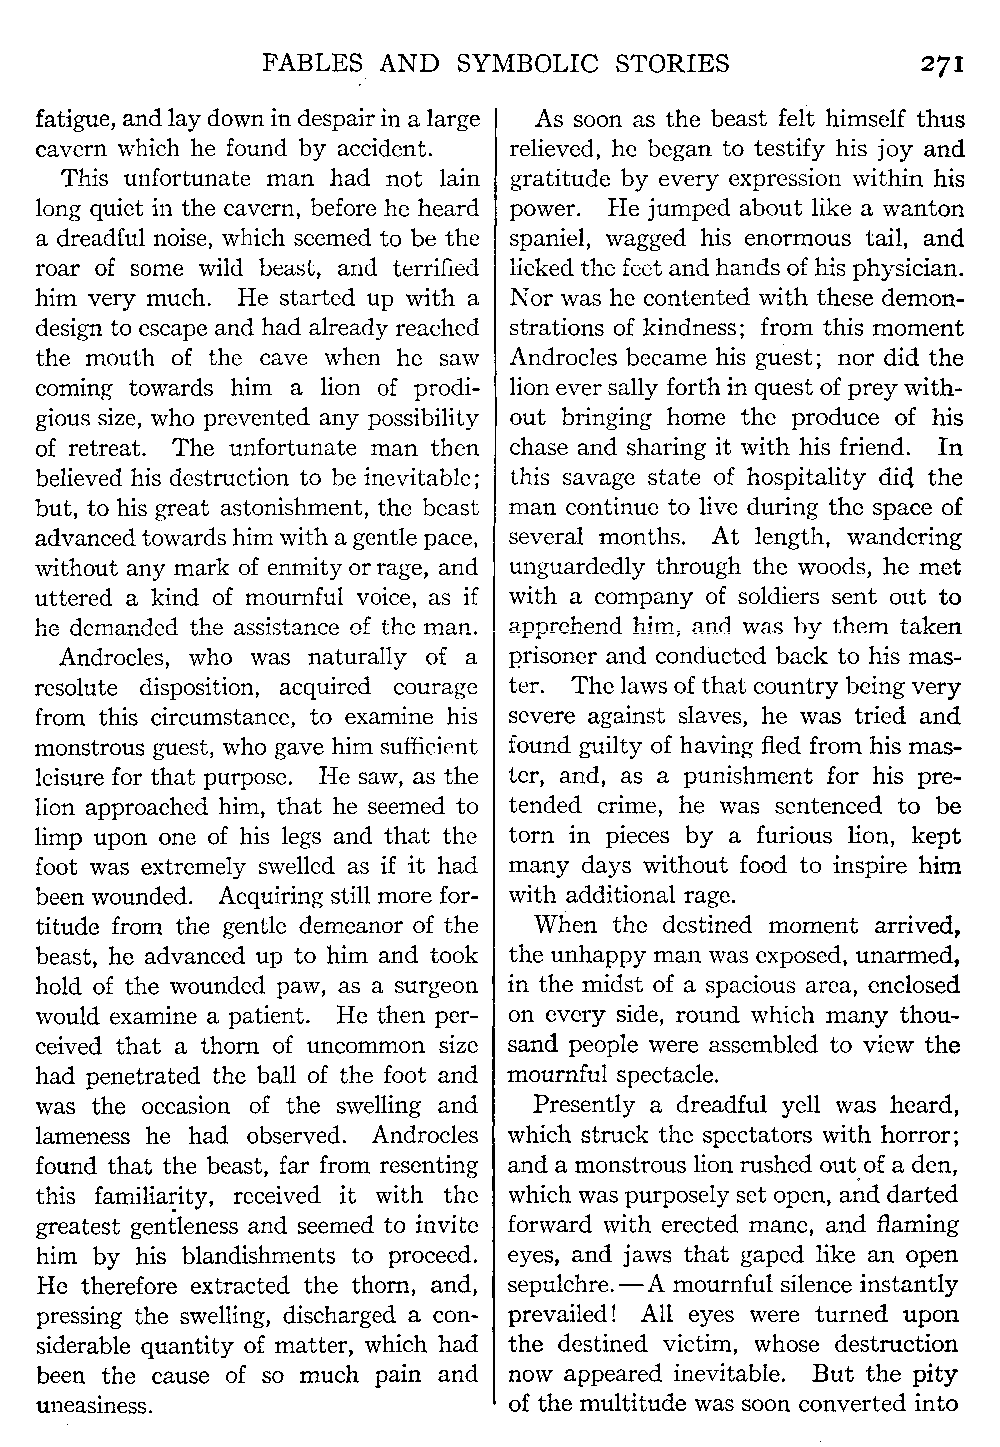 FABLES AND SYMBOLIC STORIES 271
fatigue, and lay down in despair in a large
cavern which he found by accident.
This unfortunate man had not lain
long quiet in the cavern, before he heard
a dreadful noise, which seemed to be the
roar of some wild beast, and terrified
him very much. He started up with a
design to escape and had already reached
the mouth of the cave when he saw
coming towards him a lion of prodi-
gious size, who prevented any possibility
of retreat. The unfortunate man then
believed his destruction to be inevitable;
but, to his great astonishment, the beast
advanced towards him with a gentle pace,
without any mark of enmity or rage, and
uttered a kind of mournful voice, as if
he demanded the assistance of the man.
Androcles, who was naturally of a
resolute disposition, acquired courage
from this circumstance, to examine his
monstrous guest, who gave him sufficient
leisure for that purpose. He saw, as the
lion approached him, that he seemed to
limp upon one of his legs and that the
foot was extremely swelled as if it had
been wounded. Acquiring still more for-
titude from the gentle demeanor of the
beast, he advanced up to him and took
hold of the wounded paw, as a surgeon
would examine a patient. He then per-
ceived that a thorn of uncommon size
had penetrated the ball of the foot and
was the occasion of the swelling and
lameness he had observed. Androcles
found that the beast, far from resenting
this familiarity, received it with the
greatest gentleness and seemed to invite
him by his blandishments to proceed.
He therefore extracted the thorn, and,
pressing the swelling, discharged a con-
siderable quantity of matter, which had
been the cause of so much pain and
uneasiness.
As soon as the beast felt himself thus
relieved, he began to testify his joy and
gratitude by every expression within his
power. He jumped about like a wanton
spaniel, wagged his enormous tail, and
licked the feet and hands of his physician.
Nor was he contented with these demon-
strations of kindness; from this moment
Androcles became his guest; nor did the
lion ever sally forth in quest of prey with-
out bringing home the produce of his
chase and sharing it with his friend. In
this savage state of hospitality did the
man continue to live during the space of
several months. At length, wandering
unguardedly through the woods, he met
with a company of soldiers sent out to
apprehend him, and was by them taken
prisoner and conducted back to his mas-
ter. The laws of that country being very
severe against slaves, he was tried and
found guilty of having fled from his mas-
ter, and, as a punishment for his pre-
tended crime, he was sentenced to be
torn in pieces by a furious lion, kept
many days without food to inspire him
with additional rage.
When the destined moment arrived,
the unhappy man was exposed, unarmed,
in the midst of a spacious area, enclosed
on every side, round which many thou-
sand people were assembled to view the
mournful spectacle.
Presently a dreadful yell was heard,
which struck the spectators with horror;
and a monstrous lion rushed out of a den,
which was purposely set open, and darted
forward with erected mane, and flaming
eyes, and jaws that gaped like an open
sepulchre.—A mournful silence instantly
prevailed! All eyes were turned upon
the destined victim, whose destruction
now appeared inevitable. But the pity
of the multitude was soon converted into